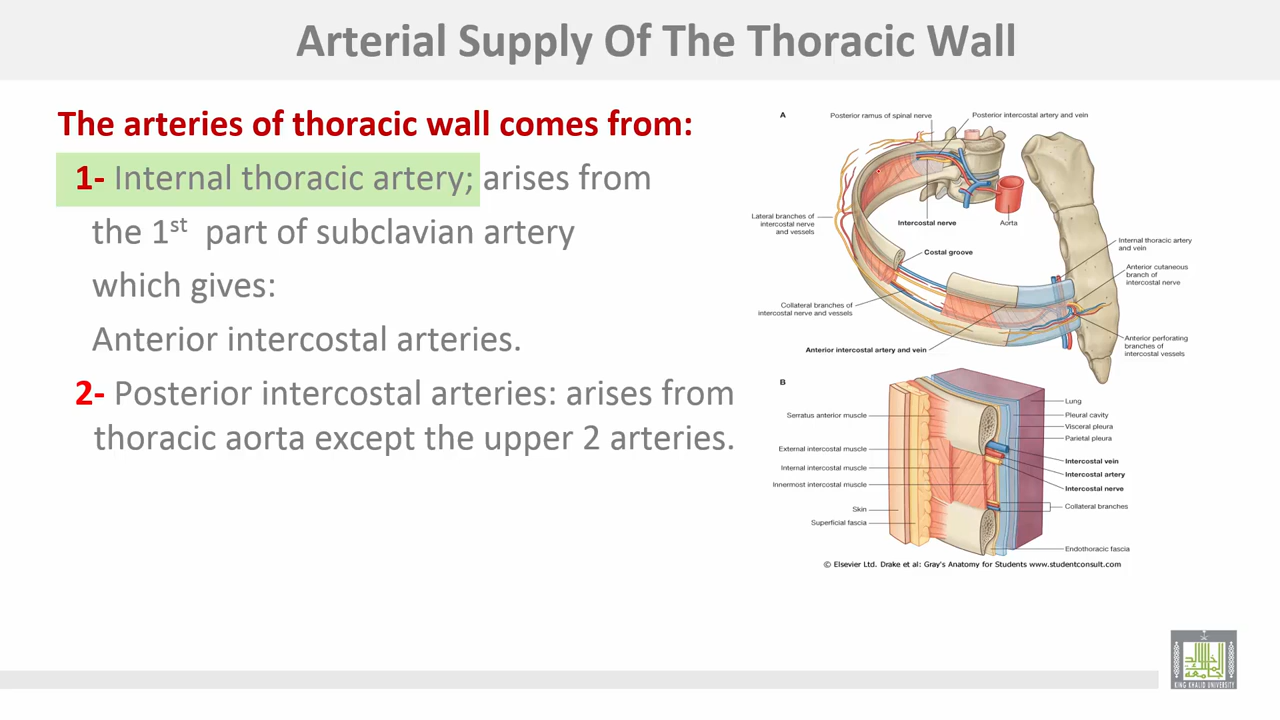 Arterial Supply Of The Thoracic Wall
The arteries of thoracic wall comes from:
1- Internal thoracic artery; arises from
the 1st part of subclavian artery
which gives:
Anterior intercostal arteries.
2- Posterior intercostal arteries: arises from
thoracic aorta except the upper 2 arteries.
A
Posterior ramus of spinal nerve
Posterior intercostal artery and vein
Lateral branches of
intercostal nerve
and vessels
Intercostal nerve
Aorta
Costal groove
Internal thoracic artery
and vein
Anterior cutaneous
branch of
intercostal nerve
Collateral branches of
intercostal nerve and vessels
Anterior intercostal artery and vein
Anterior perforating
branches of
intercostal vessels
B
Serratus anterior muscle
External intercostal muscle
Internal intercostal muscle
Innermost intercostal muscle
Skin
Superficial fascia
Lung
Pleural cavity
Visceral pleura
Parietal pleura
Intercostal vein
Intercostal artery
Intercostal nerve
Collateral branches
Endothoracic fascia
© Elsevier Ltd. Drake et al: Gray's Anatomy for Students www.studentconsult.com
KING KHALID UNIVERSITY